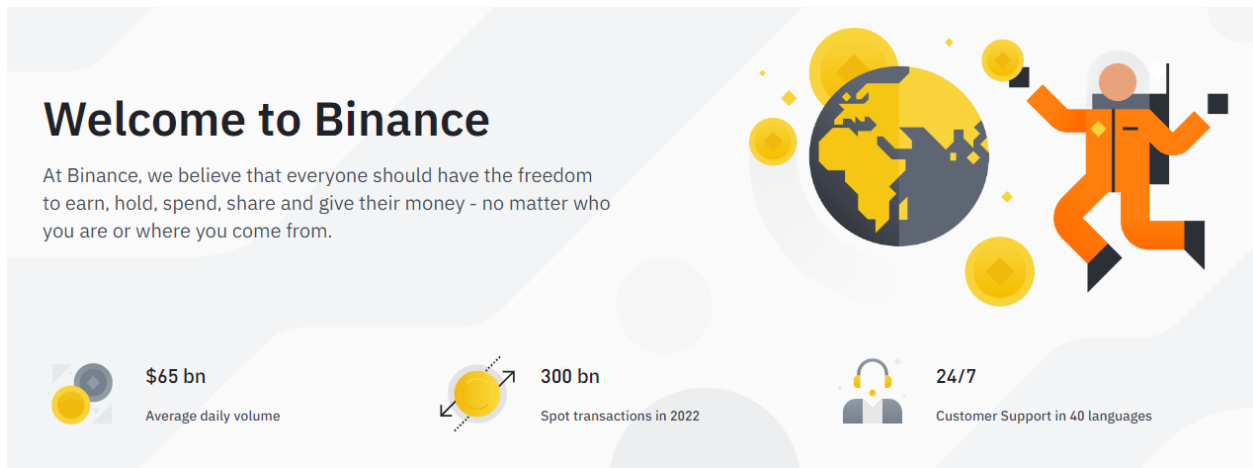 Welcome to Binance
At Binance, we believe that everyone should have the freedom
to earn, hold, spend, share and give their money - no matter who
you are or where you come from.
$65 bn
Average daily volume
300 bn
Spot transactions in 2022
24/7
Customer Support in 40 languages